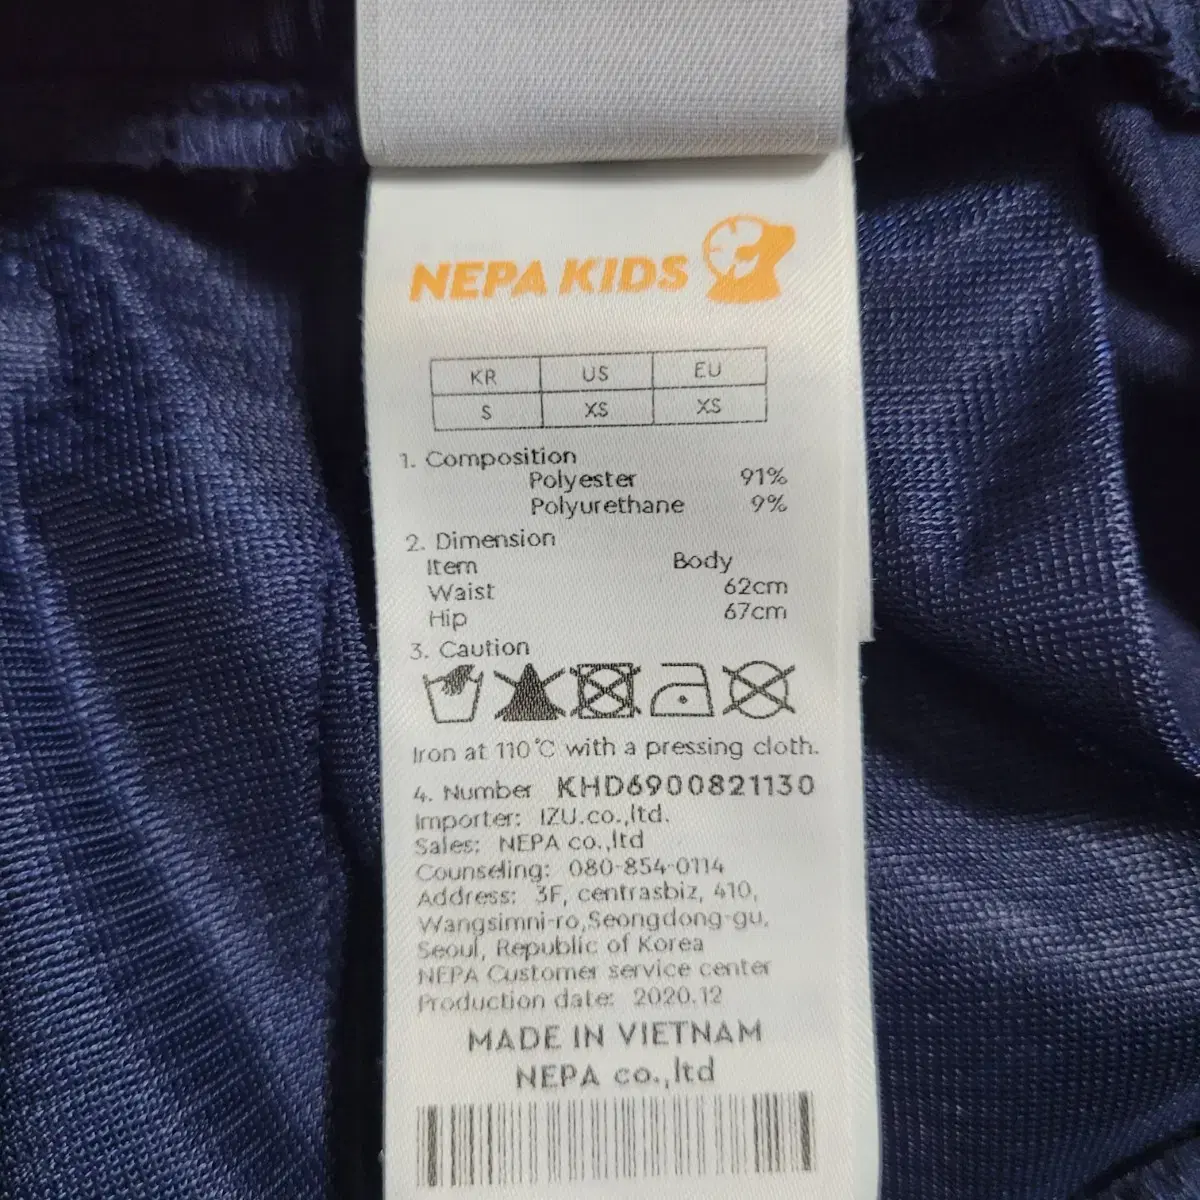 NEPA KIDS
KR US EU
S XS XS
1. Composition
Polyester 91%
Polyurethane 9%
2. Dimension
Item Body
Waist 62cm
Hip 67cm
3. Caution
Iron at 110℃ with a pressing cloth.
4. Number KHD6900821130
Importer: IZU.co.,ltd.
Sales: NEPA co.,ltd
Counseling: 080-854-0114
Address: 3F, centrasbiz, 410,
Wangsimni-ro,Seongdong-gu,
Seoul, Republic of Korea
NEPA Customer service center
Production date: 2020.12
MADE IN VIETNAM
NEPA co.,ltd